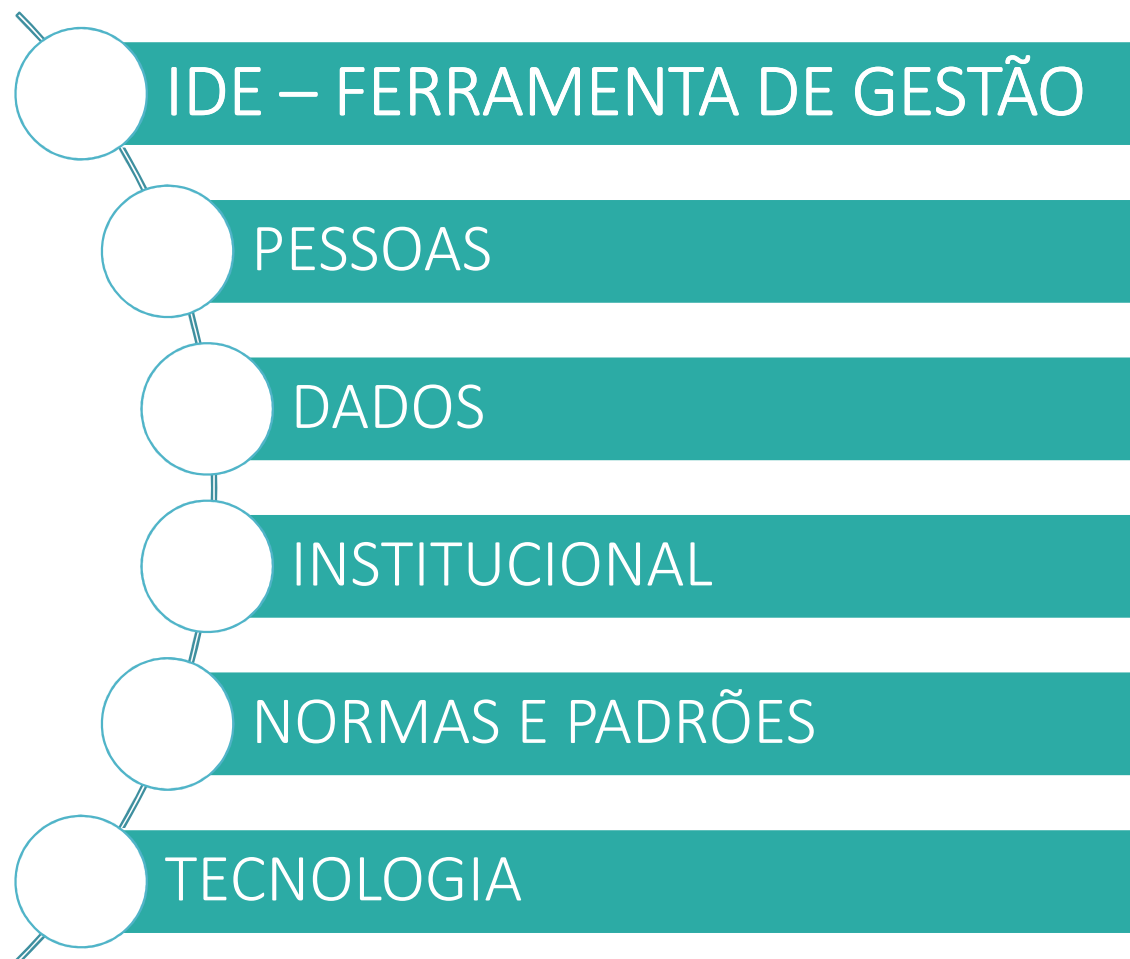 IDE – FERRAMENTA DE GESTÃO
PESSOAS
DADOS
INSTITUCIONAL
NORMAS E PADRÕES
TECNOLOGIA